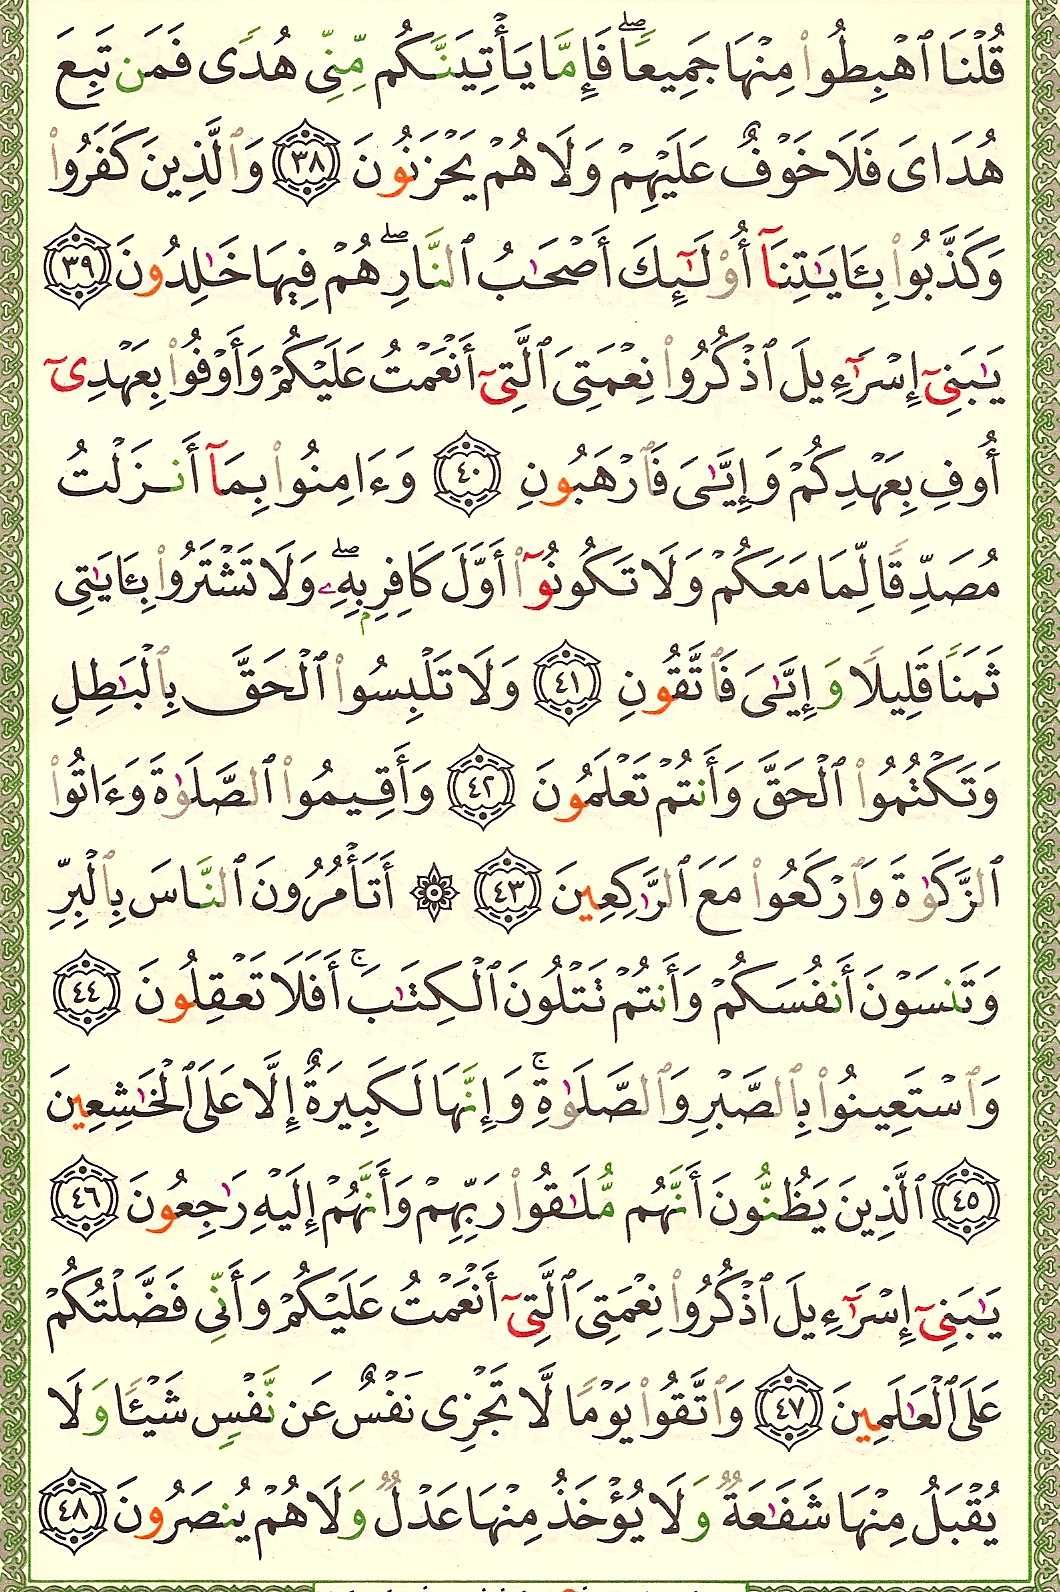 قُلْنَا ٱهْبِطُوا۟ مِنْهَا جَمِيعًۭا ۖ فَإِمَّا يَأْتِيَنَّكُم مِّنِّى هُدًۭى فَمَن تَبِعَ
هُدَاىَ فَلَا خَوْفٌ عَلَيْهِمْ وَلَا هُمْ يَحْزَنُونَ ٣٨ وَٱلَّذِينَ كَفَرُوا۟
وَكَذَّبُوا۟ بِـَٔايَـٰتِنَآ أُو۟لَـٰٓئِكَ أَصْحَـٰبُ ٱلنَّارِ ۖ هُمْ فِيهَا خَـٰلِدُونَ ٣٩
يَـٰبَنِىٓ إِسْرَٰٓءِيلَ ٱذْكُرُوا۟ نِعْمَتِىَ ٱلَّتِىٓ أَنْعَمْتُ عَلَيْكُمْ وَأَوْفُوا۟ بِعَهْدِىٓ
أُوفِ بِعَهْدِكُمْ وَإِيَّـٰىَ فَٱرْهَبُونِ ٤٠ وَءَامِنُوا۟ بِمَآ أَنزَلْتُ
مُصَدِّقًۭا لِّمَا مَعَكُمْ وَلَا تَكُونُوٓا۟ أَوَّلَ كَافِرٍۭ بِهِۦ ۖ وَلَا تَشْتَرُوا۟ بِـَٔايَـٰتِى
ثَمَنًۭا قَلِيلًۭا وَإِيَّـٰىَ فَٱتَّقُونِ ٤١ وَلَا تَلْبِسُوا۟ ٱلْحَقَّ بِٱلْبَـٰطِلِ
وَتَكْتُمُوا۟ ٱلْحَقَّ وَأَنتُمْ تَعْلَمُونَ ٤٢ وَأَقِيمُوا۟ ٱلصَّلَوٰةَ وَءَاتُوا۟
ٱلزَّكَوٰةَ وَٱرْكَعُوا۟ مَعَ ٱلرَّٰكِعِينَ ٤٣ ۞ أَتَأْمُرُونَ ٱلنَّاسَ بِٱلْبِرِّ
وَتَنسَوْنَ أَنفُسَكُمْ وَأَنتُمْ تَتْلُونَ ٱلْكِتَـٰبَ ۚ أَفَلَا تَعْقِلُونَ ٤٤
وَٱسْتَعِينُوا۟ بِٱلصَّبْرِ وَٱلصَّلَوٰةِ ۚ وَإِنَّهَا لَكَبِيرَةٌ إِلَّا عَلَى ٱلْخَـٰشِعِينَ
٤٥ ٱلَّذِينَ يَظُنُّونَ أَنَّهُم مُّلَـٰقُوا۟ رَبِّهِمْ وَأَنَّهُمْ إِلَيْهِ رَٰجِعُونَ ٤٦
يَـٰبَنِىٓ إِسْرَٰٓءِيلَ ٱذْكُرُوا۟ نِعْمَتِىَ ٱلَّتِىٓ أَنْعَمْتُ عَلَيْكُمْ وَأَنِّى فَضَّلْتُكُمْ
عَلَى ٱلْعَـٰلَمِينَ ٤٧ وَٱتَّقُوا۟ يَوْمًۭا لَّا تَجْزِى نَفْسٌ عَن نَّفْسٍۢ شَيْـًۭٔا وَلَا
يُقْبَلُ مِنْهَا شَفَـٰعَةٌۭ وَلَا يُؤْخَذُ مِنْهَا عَدْلٌۭ وَلَا هُمْ يُنصَرُونَ ٤٨